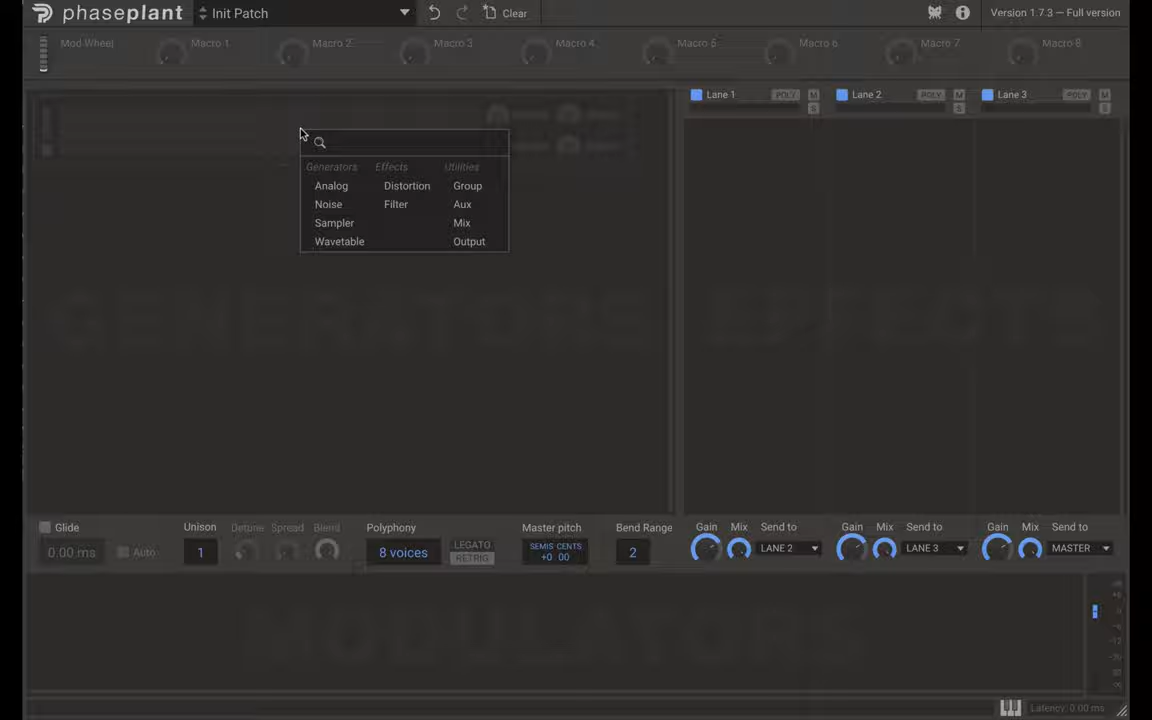 phaseplant
Init Patch
Clear
Version 1.7.3 — Full version
Mod Wheel
Macro 1
Macro 2
Macro 3
Macro 4
Macro 5
Macro 6
Macro 7
Macro 8
Lane 1 POLY M S
Lane 2 POLY M S
Lane 3 POLY M S
Generators Effects Utilities
Analog Distortion Group
Noise Filter Aux
Sampler Mix
Wavetable Output
GENERATORS
EFFECTS
Glide
0.00 ms
Auto
Unison
1
Detune
Spread
Blend
Polyphony
8 voices
LEGATO
RETRIG
Master pitch
SEMIS CENTS
+0 00
Bend Range
2
Gain Mix Send to
LANE 2
Gain Mix Send to
LANE 3
Gain Mix Send to
MASTER
MODULATORS
Latency: 0.00 ms